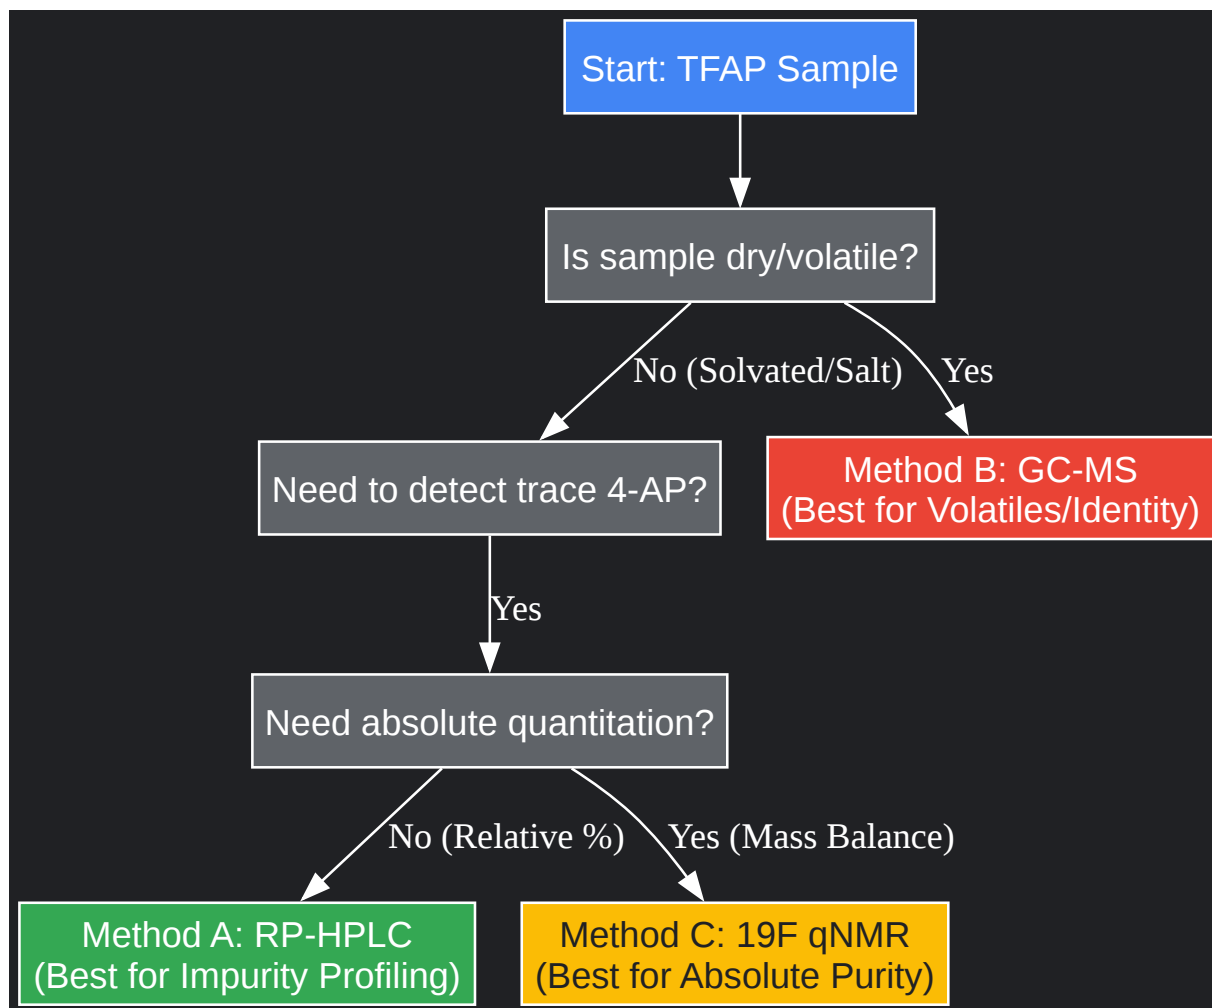 Start: TFAP Sample
Is sample dry/volatile?
No (Solvated/Salt)
Yes
Need to detect trace 4-AP?
Method B: GC-MS
(Best for Volatiles/Identity)
Yes
Need absolute quantitation?
No (Relative %)
Yes (Mass Balance)
Method A: RP-HPLC
(Best for Impurity Profiling)
Method C: 19F qNMR
(Best for Absolute Purity)